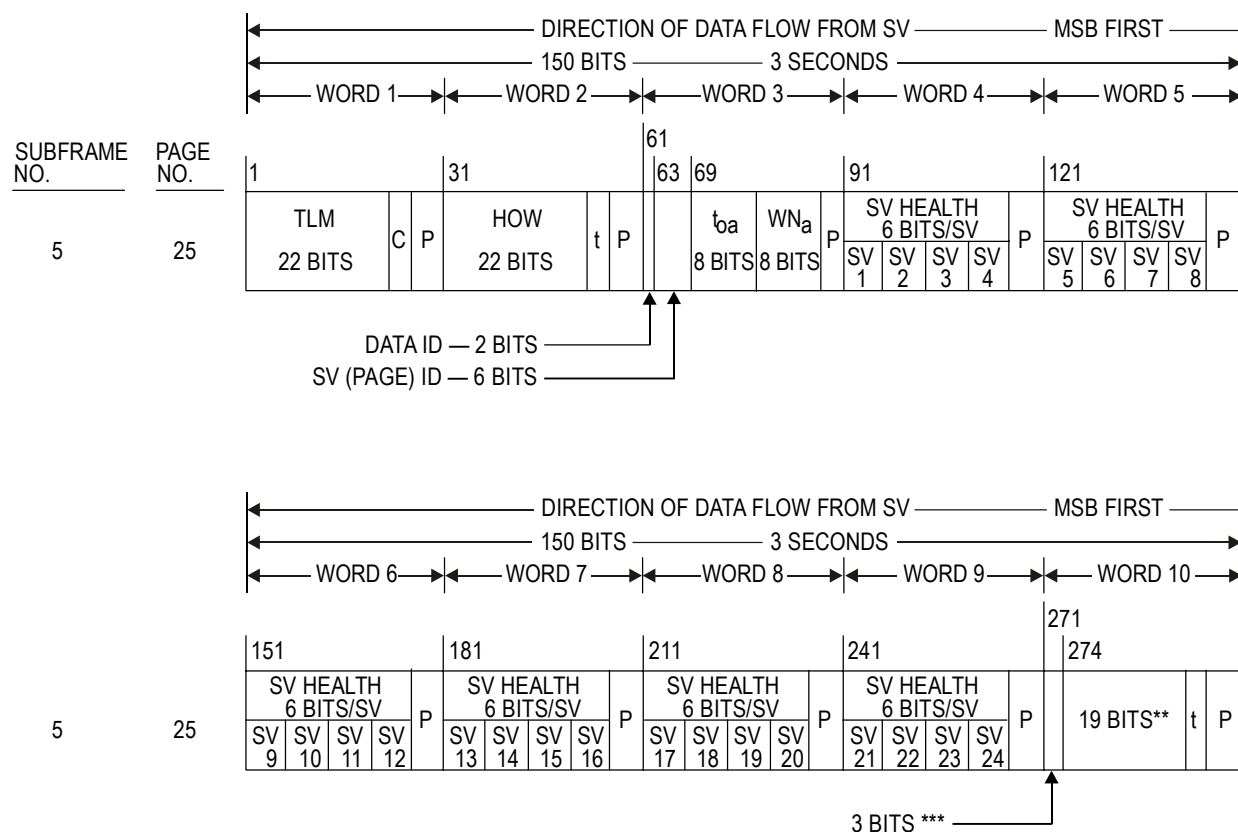 DIRECTION OF DATA FLOW FROM SV MSB FIRST
150 BITS 3 SECONDS
WORD 1 WORD 2 WORD 3 WORD 4 WORD 5
SUBFRAME NO. PAGE NO.
1 31 61 63 69 91 121
5 25
TLM 22 BITS C P
HOW 22 BITS t P
toa 8 BITS WNa 8 BITS P
SV HEALTH 6 BITS/SV P
SV 1 SV 2 SV 3 SV 4
SV HEALTH 6 BITS/SV P
SV 5 SV 6 SV 7 SV 8
DATA ID — 2 BITS
SV (PAGE) ID — 6 BITS
DIRECTION OF DATA FLOW FROM SV MSB FIRST
150 BITS 3 SECONDS
WORD 6 WORD 7 WORD 8 WORD 9 WORD 10
151 181 211 241 271 274
5 25
SV HEALTH 6 BITS/SV P
SV 9 SV 10 SV 11 SV 12
SV HEALTH 6 BITS/SV P
SV 13 SV 14 SV 15 SV 16
SV HEALTH 6 BITS/SV P
SV 17 SV 18 SV 19 SV 20
SV HEALTH 6 BITS/SV P
SV 21 SV 22 SV 23 SV 24
19 BITS** t P
3 BITS ***